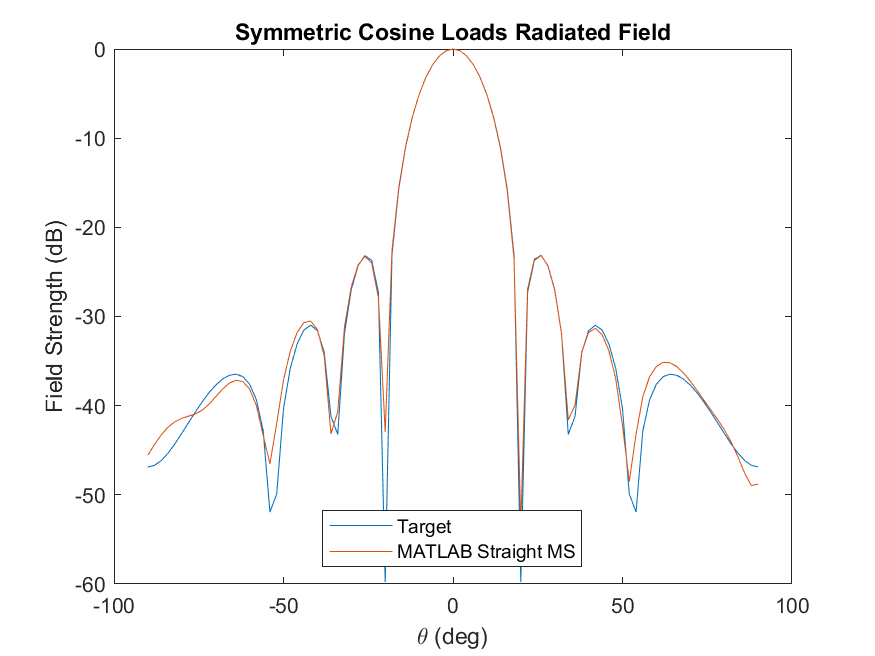 Symmetric Cosine Loads Radiated Field
0
-10
-20
-30
-40
-50
-60
Field Strength (dB)
Target
MATLAB Straight MS
-100
-50
0
50
100
θ (deg)